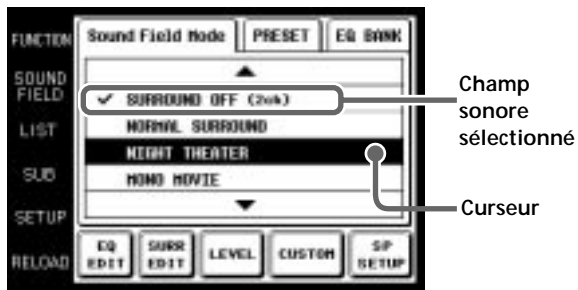 FUNCTION
SOUND FIELD
LIST
SUB
SETUP
RELOAD
Sound Field Mode
PRESET
EQ BANK
✓ SURROUND OFF (2ch)
NORMAL SURROUND
NIGHT THEATER
MONO MOVIE
EQ EDIT
SURR EDIT
LEVEL
CUSTOM
SP SETUP
Champ
sonore
sélectionné
Curseur